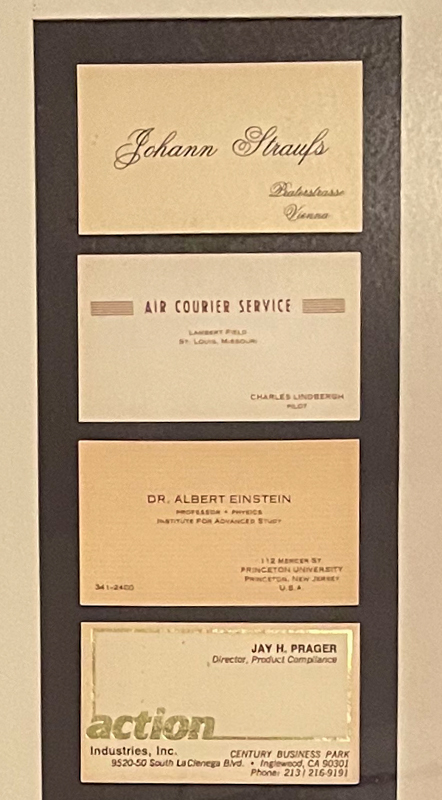 Johann Strauſs
Praterstrasse
Vienna
AIR COURIER SERVICE
LAMBERT FIELD
ST. LOUIS, MISSOURI
CHARLES LINDBERGH
PILOT
DR. ALBERT EINSTEIN
PROFESSOR • PHYSICS
INSTITUTE FOR ADVANCED STUDY
112 MERCER ST.
PRINCETON UNIVERSITY
PRINCETON, NEW JERSEY
341-2400 U.S.A.
JAY H. PRAGER
Director, Product Compliance
action
Industries, Inc. CENTURY BUSINESS PARK
9520-50 South La Cienega Blvd. • Inglewood, CA 90301
Phone: 213 / 216-9191